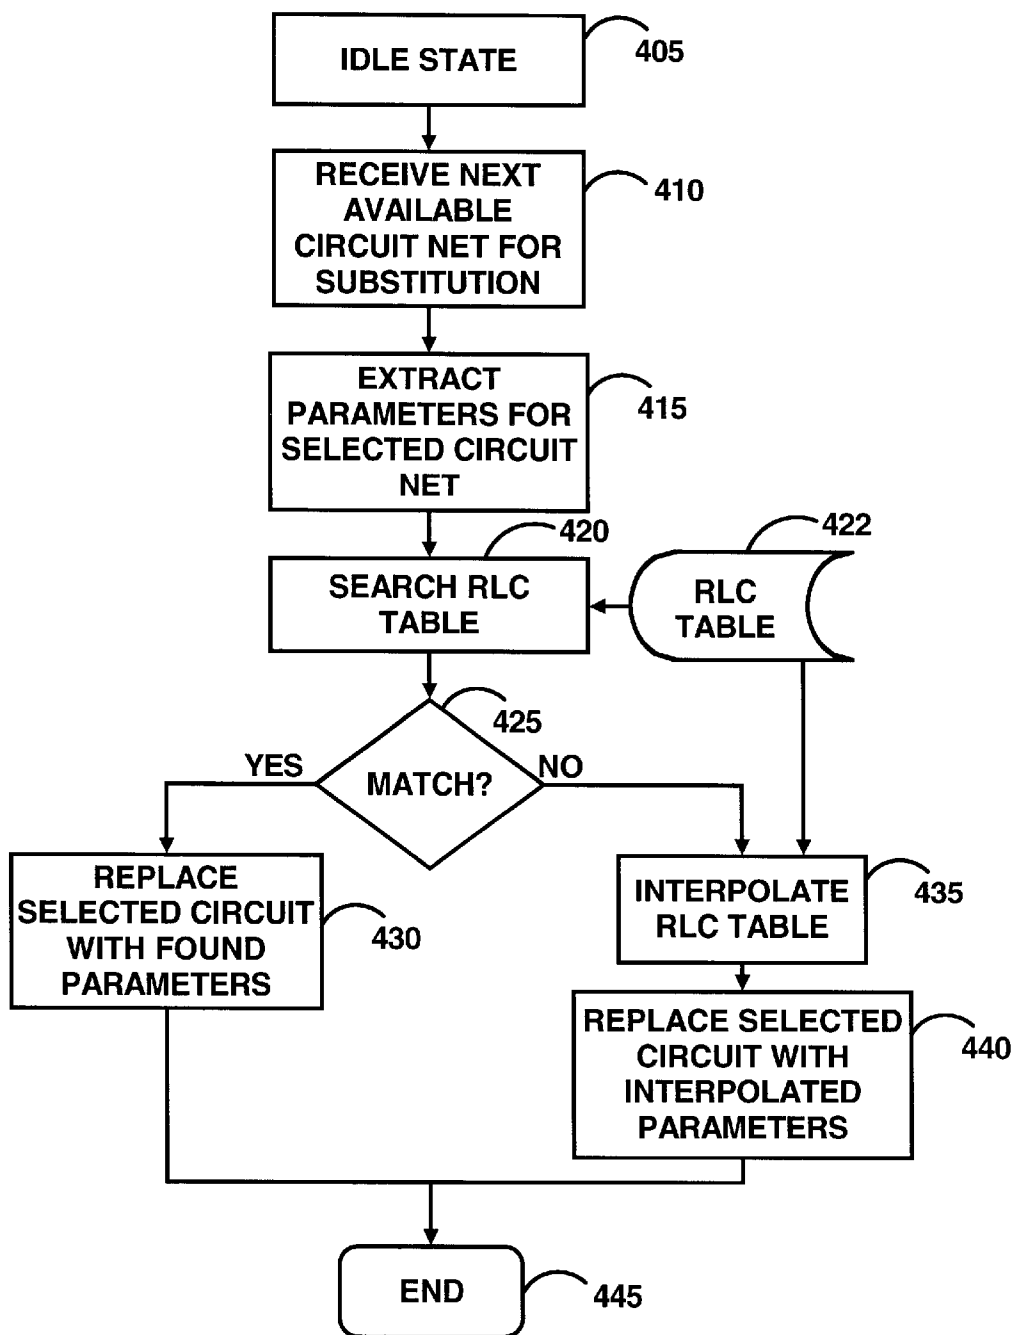 IDLE STATE
405
RECEIVE NEXT
AVAILABLE
CIRCUIT NET FOR
SUBSTITUTION
410
EXTRACT
PARAMETERS FOR
SELECTED CIRCUIT
NET
415
SEARCH RLC
TABLE
420
RLC
TABLE
422
MATCH?
425
YES
NO
REPLACE
SELECTED CIRCUIT
WITH FOUND
PARAMETERS
430
INTERPOLATE
RLC TABLE
435
REPLACE SELECTED
CIRCUIT WITH
INTERPOLATED
PARAMETERS
440
END
445